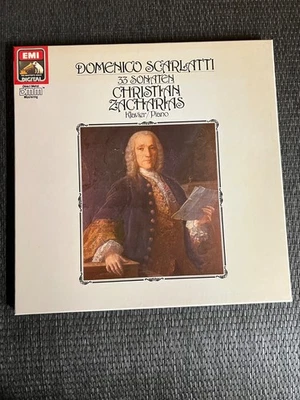 EMI
DIGITAL
DOMENICO SCARLATTI
33 SONATEN
CHRISTIAN
ZACHARIAS
Klavier/Piano